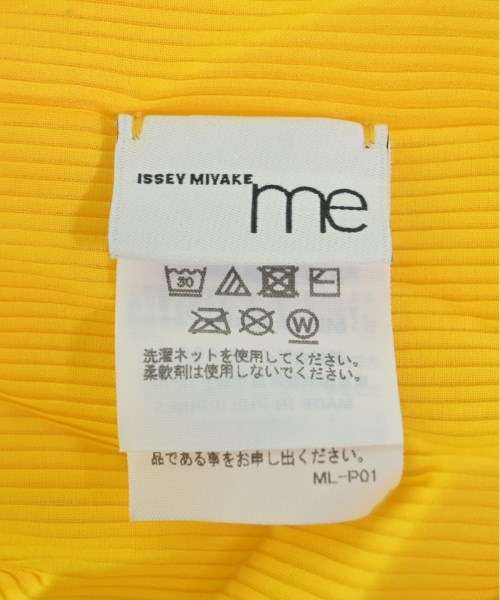 ISSEY MIYAKE
me
30
W
洗濯ネットを使用してください。
柔軟剤は使用しないでください。
品である事をお申し出ください。
ML-P01